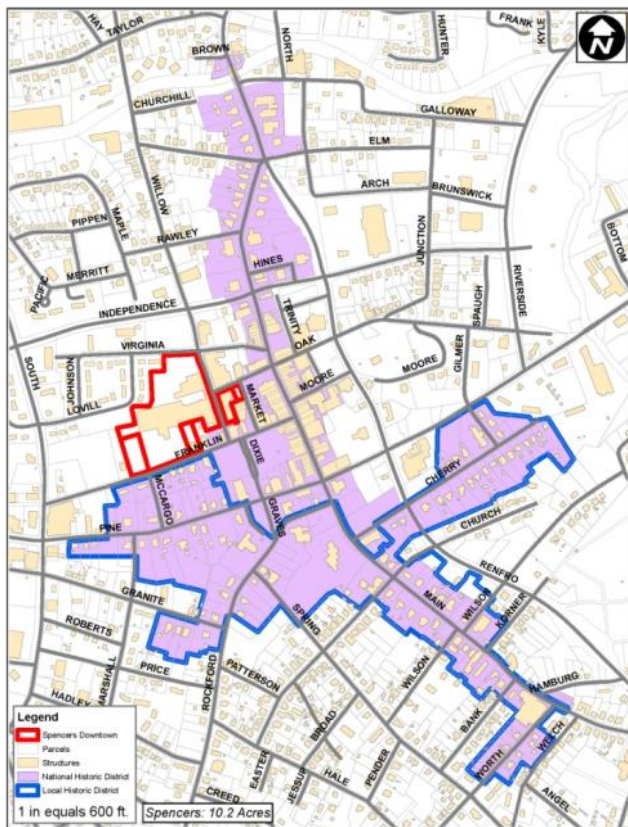 HAY
TAYLOR
BROWN
NORTH
HUNTER
FRANK
KYLE
N
CHURCHILL
GALLOWAY
ELM
WILLOW
ARCH
BRUNSWICK
PIPPEN
MAPLE
RAWLEY
JUNCTION
BOTTOM
MERRITT
HINES
PACIFIC
RIVERSIDE
INDEPENDENCE
TRINITY
SPAUGH
VIRGINIA
OAK
GILMER
SOUTH
JOHNSON
MOORE
MOORE
LOVILL
MARKET
FRANKLIN
DIXIE
MCCARGO
CHERRY
GRAVES
CHURCH
PINE
RENFRO
GRANITE
MAIN
WILSON
KORNER
ROBERTS
SPRING
PRICE
ROCKFORD
PATTERSON
WILSON
HAMBURG
HADLEY
MARSHALL
BROAD
BANK
WELCH
EASTER
PENDER
NORTH
JESSUP
HALE
CREED
ANGEL
Legend
Spencers Downtown
Parcels
Structures
National Historic District
Local Historic District
1 in equals 600 ft.
Spencers: 10.2 Acres